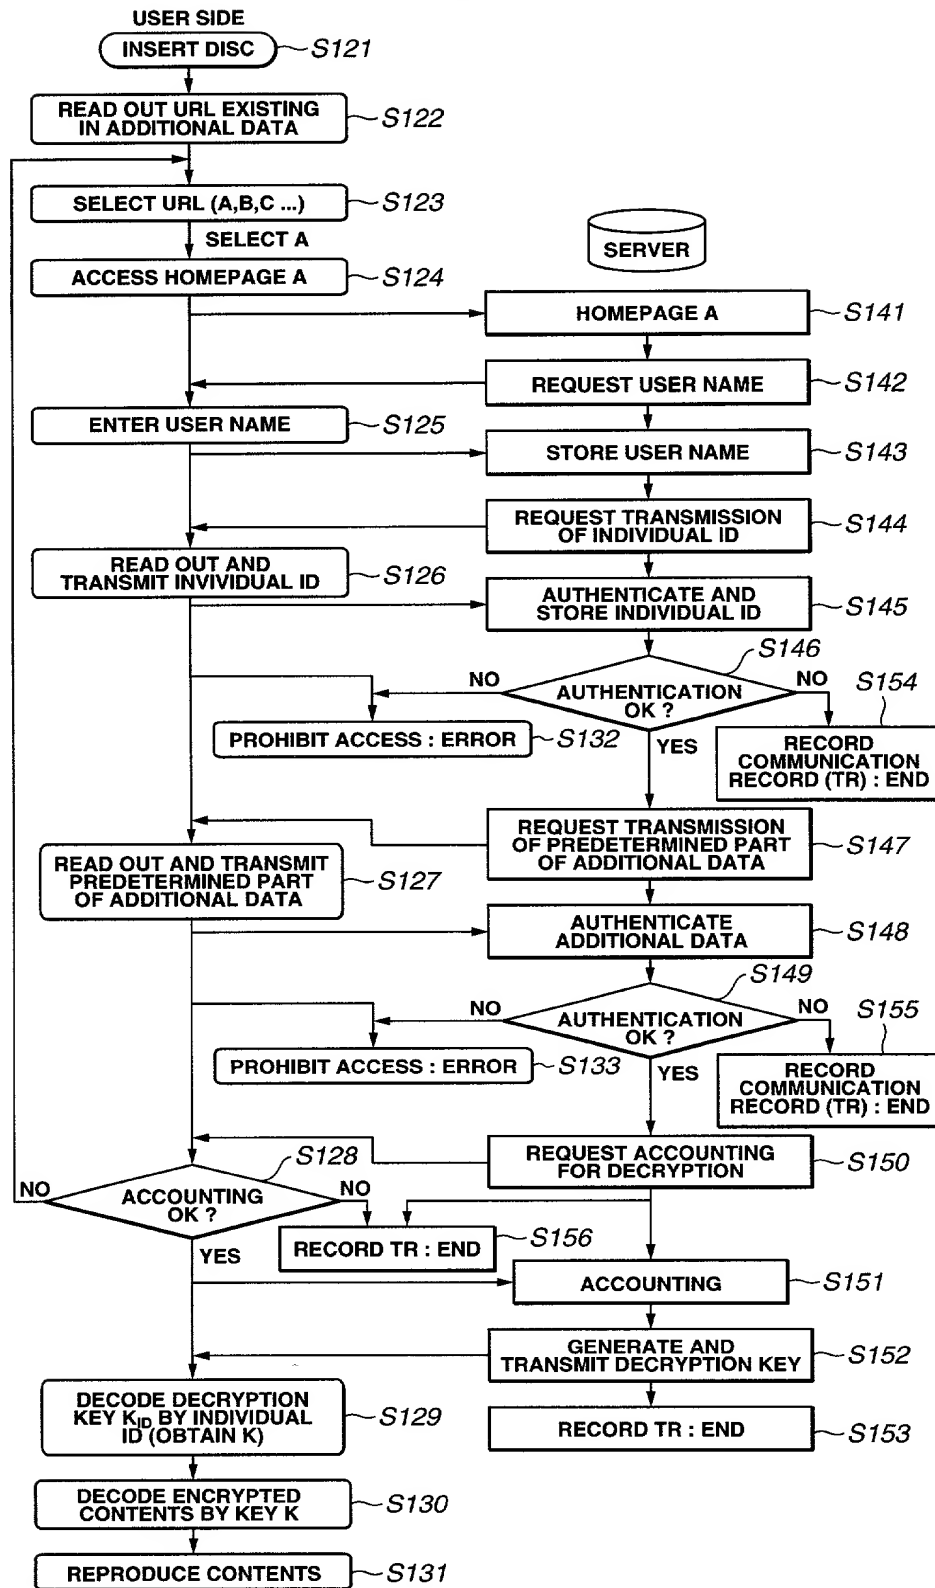 USER SIDE
INSERT DISC
S121
READ OUT URL EXISTING
IN ADDITIONAL DATA
S122
SELECT URL (A,B,C ...)
S123
SELECT A
SERVER
ACCESS HOMEPAGE A
S124
HOMEPAGE A
S141
REQUEST USER NAME
S142
ENTER USER NAME
S125
STORE USER NAME
S143
REQUEST TRANSMISSION
OF INDIVIDUAL ID
S144
READ OUT AND
TRANSMIT INVIVIDUAL ID
S126
AUTHENTICATE AND
STORE INDIVIDUAL ID
S145
S146
NO
AUTHENTICATION
OK ?
NO
S154
YES
PROHIBIT ACCESS : ERROR
S132
RECORD
COMMUNICATION
RECORD (TR) : END
REQUEST TRANSMISSION
OF PREDETERMINED PART
OF ADDITIONAL DATA
S147
READ OUT AND TRANSMIT
PREDETERMINED PART
OF ADDITIONAL DATA
S127
AUTHENTICATE
ADDITIONAL DATA
S148
S149
NO
AUTHENTICATION
OK ?
NO
S155
YES
PROHIBIT ACCESS : ERROR
S133
RECORD
COMMUNICATION
RECORD (TR) : END
REQUEST ACCOUNTING
FOR DECRYPTION
S150
S128
NO
ACCOUNTING
OK ?
NO
YES
RECORD TR : END
S156
ACCOUNTING
S151
GENERATE AND
TRANSMIT DECRYPTION KEY
S152
DECODE DECRYPTION
KEY KID BY INDIVIDUAL
ID (OBTAIN K)
S129
RECORD TR : END
S153
DECODE ENCRYPTED
CONTENTS BY KEY K
S130
REPRODUCE CONTENTS
S131